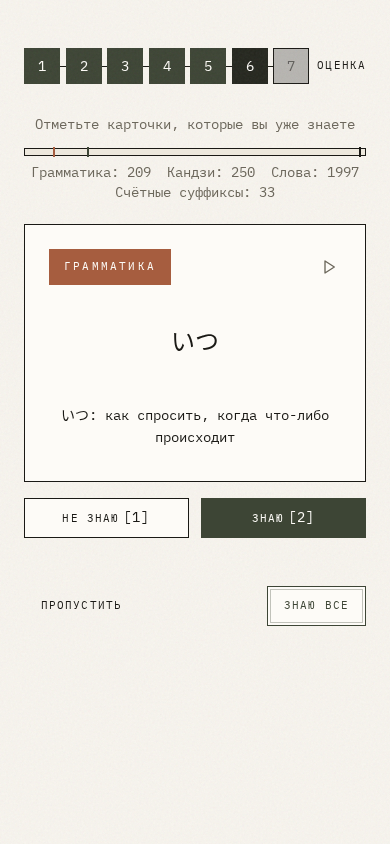 1 2 3 4 5 6 7 ОЦЕНКА
Отметьте карточки, которые вы уже знаете
Грамматика: 209 Кандзи: 250 Слова: 1997
Счётные суффиксы: 33
ГРАММАТИКА
いつ
いつ: как спросить, когда что-либо
происходит
НЕ ЗНАЮ [1] ЗНАЮ [2]
ПРОПУСТИТЬ ЗНАЮ ВСЕ